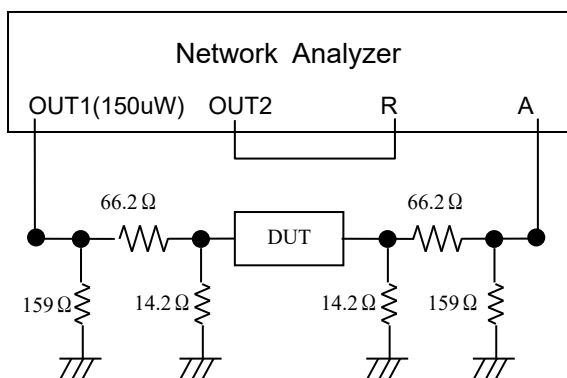 Network Analyzer
OUT1(150uW) OUT2 R A
66.2 Ω 66.2 Ω
DUT
159 Ω 14.2 Ω 14.2 Ω 159 Ω